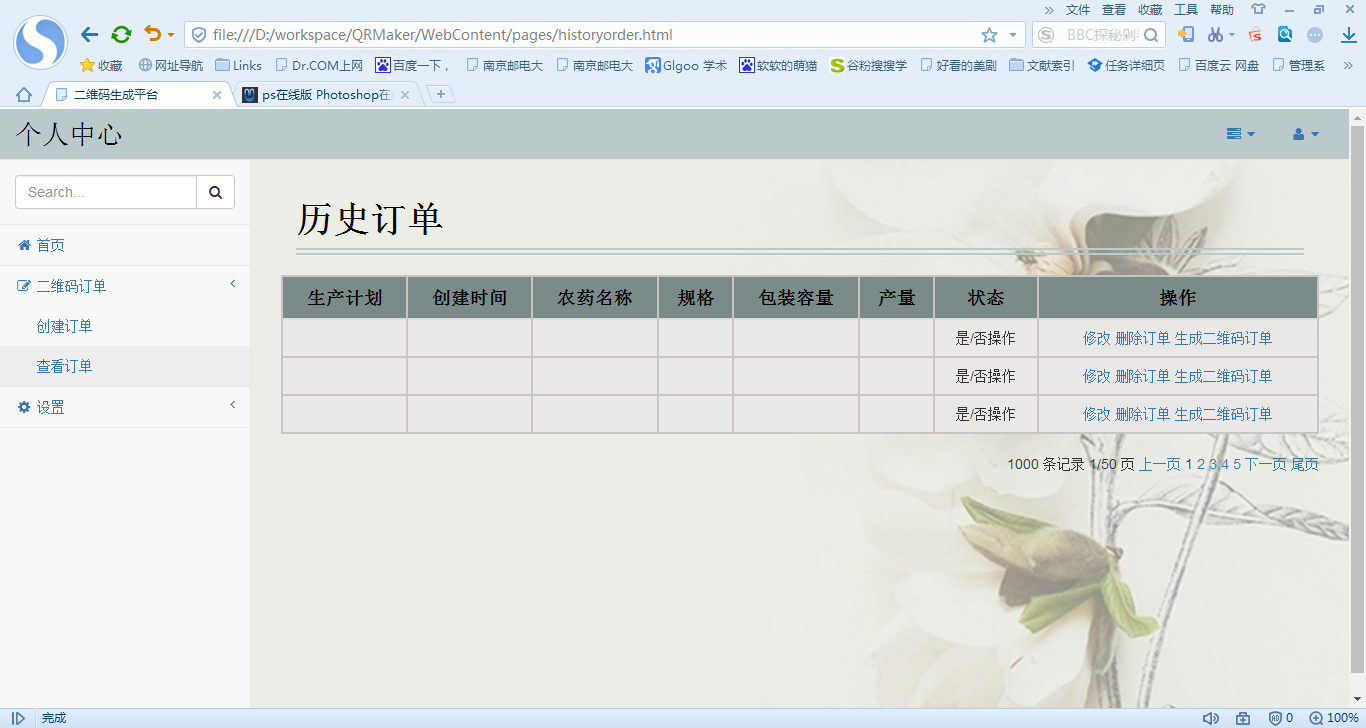 文件 查看 收藏 工具 帮助
file:///D:/workspace/QRMaker/WebContent/pages/historyorder.html
BBC探秘剁
收藏 网址导航 Links Dr.COM上网 百度一下， 南京邮电大 南京邮电大 Glgoo 学术 软软的萌猫 谷粉搜搜学 好看的美剧 文献索引 任务详细页 百度云 网盘 管理系
二维码生成平台 ps在线版 Photoshop在
个人中心
Search...
首页
二维码订单
创建订单
查看订单
设置
历史订单
生产计划 创建时间 农药名称 规格 包装容量 产量 状态 操作
是/否操作 修改 删除订单 生成二维码订单
是/否操作 修改 删除订单 生成二维码订单
是/否操作 修改 删除订单 生成二维码订单
1000 条记录 1/50 页 上一页 1 2 3 4 5 下一页 尾页
完成 0 100%